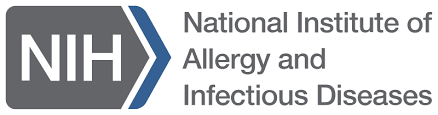 NIH
National Institute of
Allergy and
Infectious Diseases